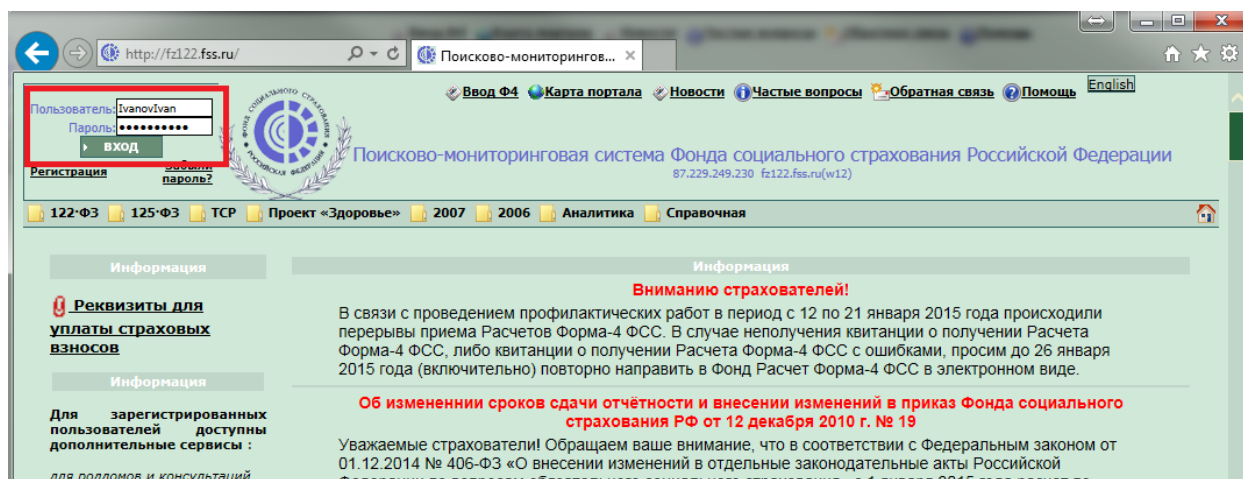 http://fz122.fss.ru/
Поисково-мониторингов...
Пользователь: IvanovIvan
Пароль: ••••••••••
ВХОД
Регистрация
пароль?
Ввод Ф4 Карта портала Новости Частые вопросы Обратная связь Помощь English
Поисково-мониторинговая система Фонда социального страхования Российской Федерации
87.229.249.230 fz122.fss.ru(w12)
122-ФЗ 125-ФЗ ТСР Проект «Здоровье» 2007 2006 Аналитика Справочная
Информация
Реквизиты для
уплаты страховых
взносов
Информация
Для зарегистрированных
пользователей доступны
дополнительные сервисы :
Информация
Вниманию страхователей!
В связи с проведением профилактических работ в период с 12 по 21 января 2015 года происходили
перерывы приема Расчетов Форма-4 ФСС. В случае неполучения квитанции о получении Расчета
Форма-4 ФСС, либо квитанции о получении Расчета Форма-4 ФСС с ошибками, просим до 26 января
2015 года (включительно) повторно направить в Фонд Расчет Форма-4 ФСС в электронном виде.
Об измененнии сроков сдачи отчётности и внесении изменений в приказ Фонда социального
страхования РФ от 12 декабря 2010 г. № 19
Уважаемые страхователи! Обращаем ваше внимание, что в соответствии с Федеральным законом от
01.12.2014 № 406-ФЗ «О внесении изменений в отдельные законодательные акты Российской